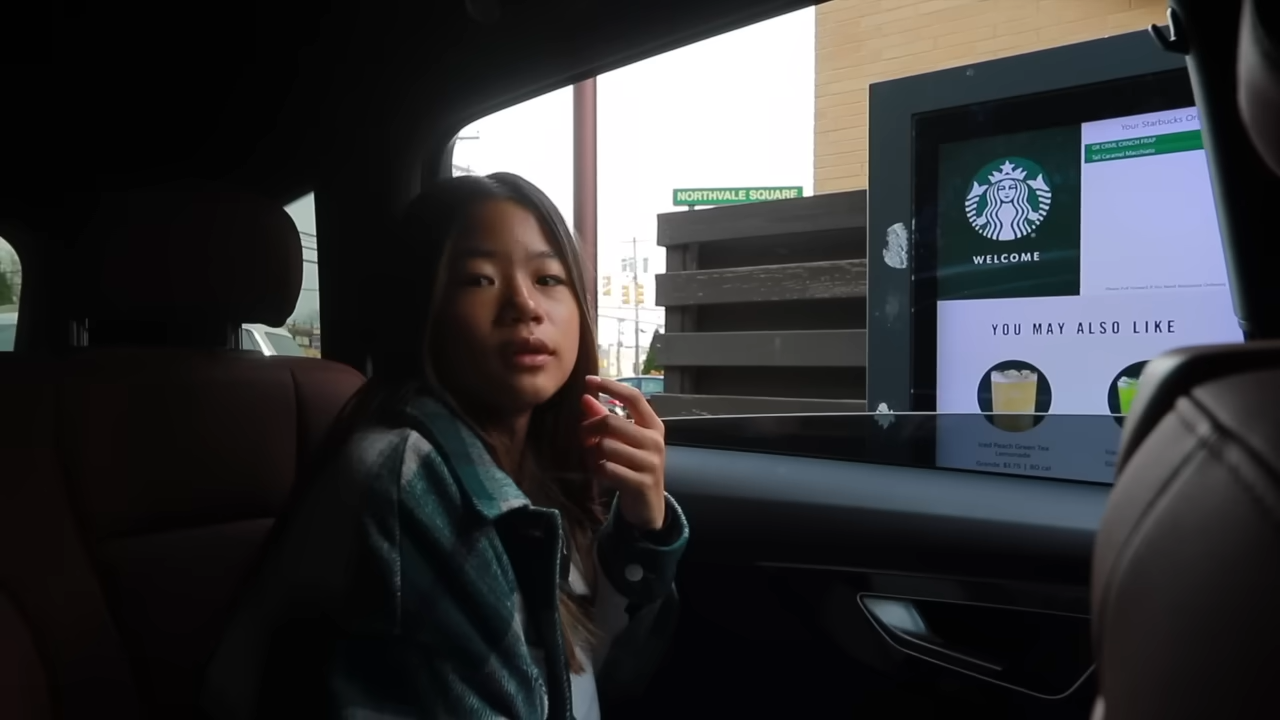 NORTHVALE SQUARE
Your Starbucks Or
GR CRML CRNCH FRAP
Tall Caramel Macchiato
WELCOME
YOU MAY ALSO LIKE
Iced Peach Green Tea
Lemonade
Grande